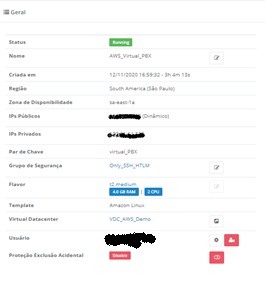 Geral
Status Running
Nome AWS_Virtual_PBX
Criada em 12/11/2020 16:59:32 - 3h 4m 13s
Região South America (São Paulo)
Zona de Disponibilidade sa-east-1a
IPs Públicos (Dinâmico)
IPs Privados
Par de Chave virtual_PBX
Grupo de Segurança Only_SSH_HTLM
Flavor t2.medium
4.0 GB RAM | 2 CPU
Template Amazon Linux
Virtual Datacenter VDC_AWS_Demo
Usuário
Proteção Exclusão Acidental Disable